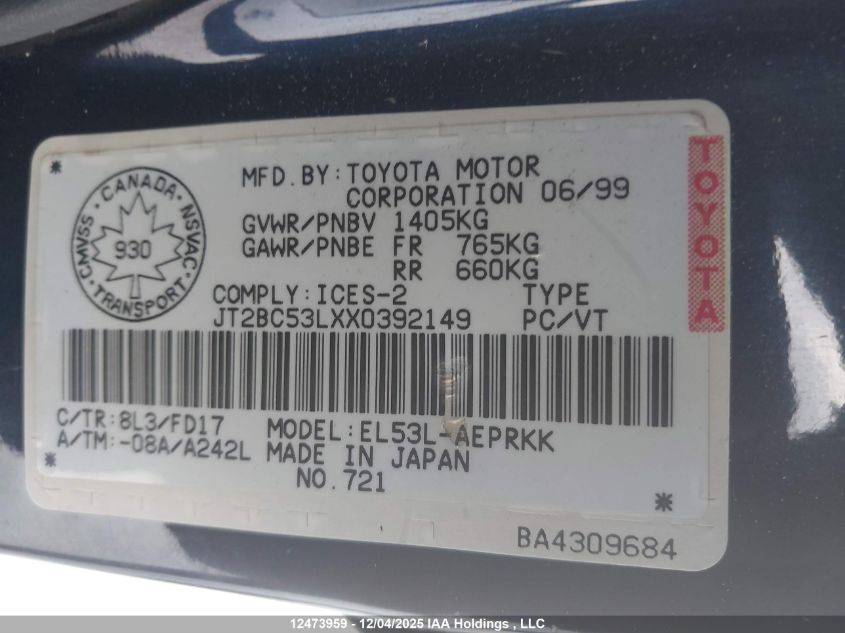 CMVSS · CANADA · NSVAC · TRANSPORT ·
930
MFD.BY:TOYOTA MOTOR
CORPORATION 06/99
GVWR/PNBV 1405KG
GAWR/PNBE FR 765KG
RR 660KG
COMPLY:ICES-2 TYPE
JT2BC53LXX0392149 PC/VT
TOYOTA
C/TR:8L3/FD17 MODEL:EL53L-AEPRKK
A/TM:-08A/A242L MADE IN JAPAN
NO.721
BA4309684
12473959 - 12/04/2025 IAA Holdings , LLC